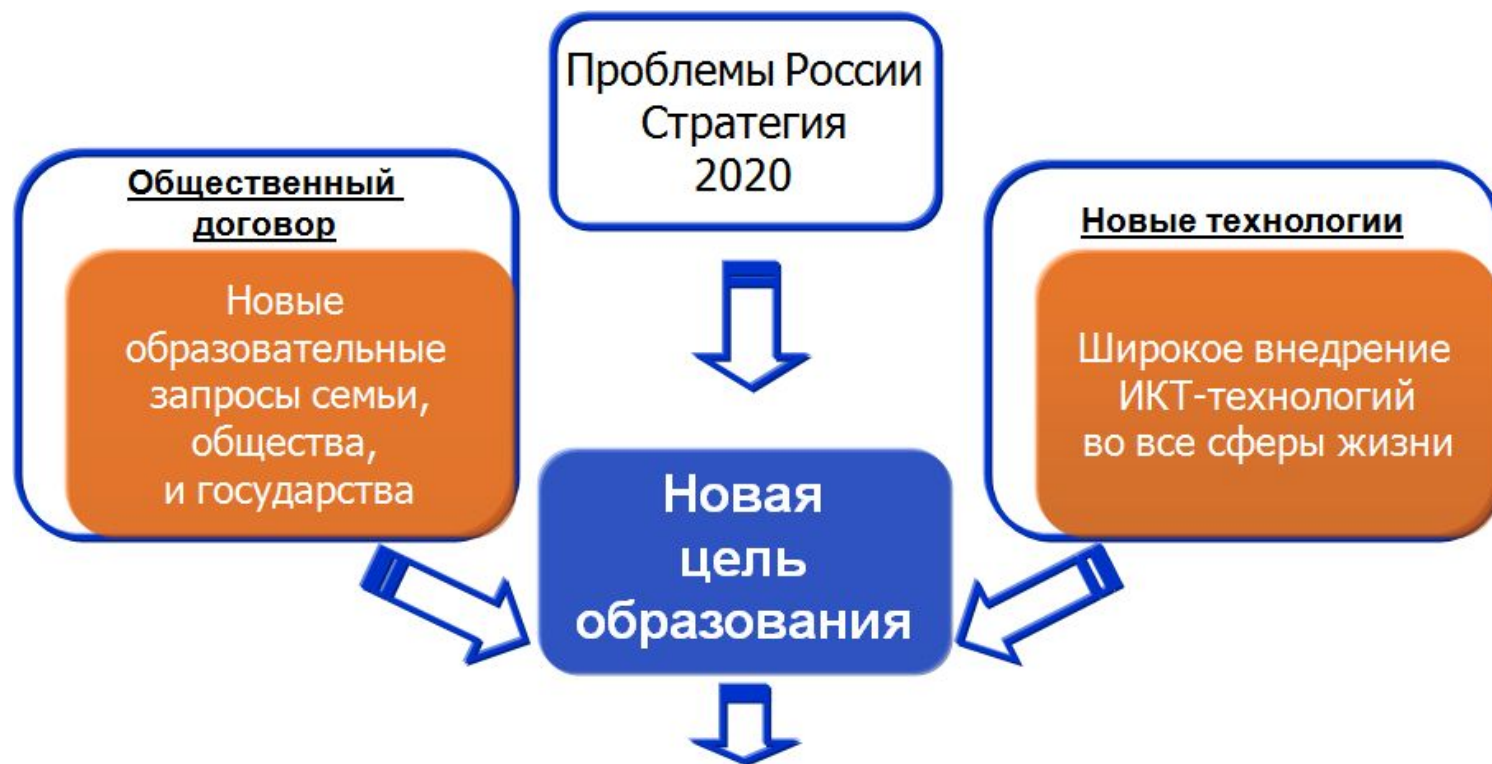 Проблемы России
Стратегия
2020
Общественный
договор
Новые
образовательные
запросы семьи,
общества,
и государства
Новые технологии
Широкое внедрение
ИКТ-технологий
во все сферы жизни
Новая
цель
образования